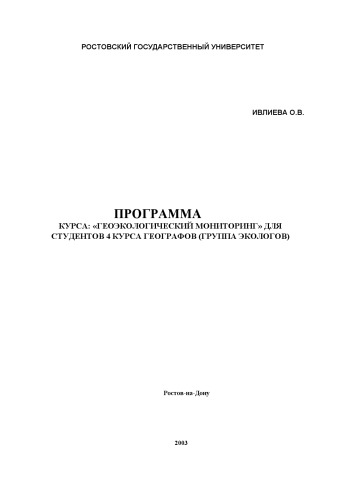 РОСТОВСКИЙ ГОСУДАРСТВЕННЫЙ УНИВЕРСИТЕТ
ИВЛИЕВА О.В.
ПРОГРАММА
КУРСА: «ГЕОЭКОЛОГИЧЕСКИЙ МОНИТОРИНГ» ДЛЯ
СТУДЕНТОВ 4 КУРСА ГЕОГРАФОВ (ГРУППА ЭКОЛОГОВ)
Ростов-на-Дону
2003